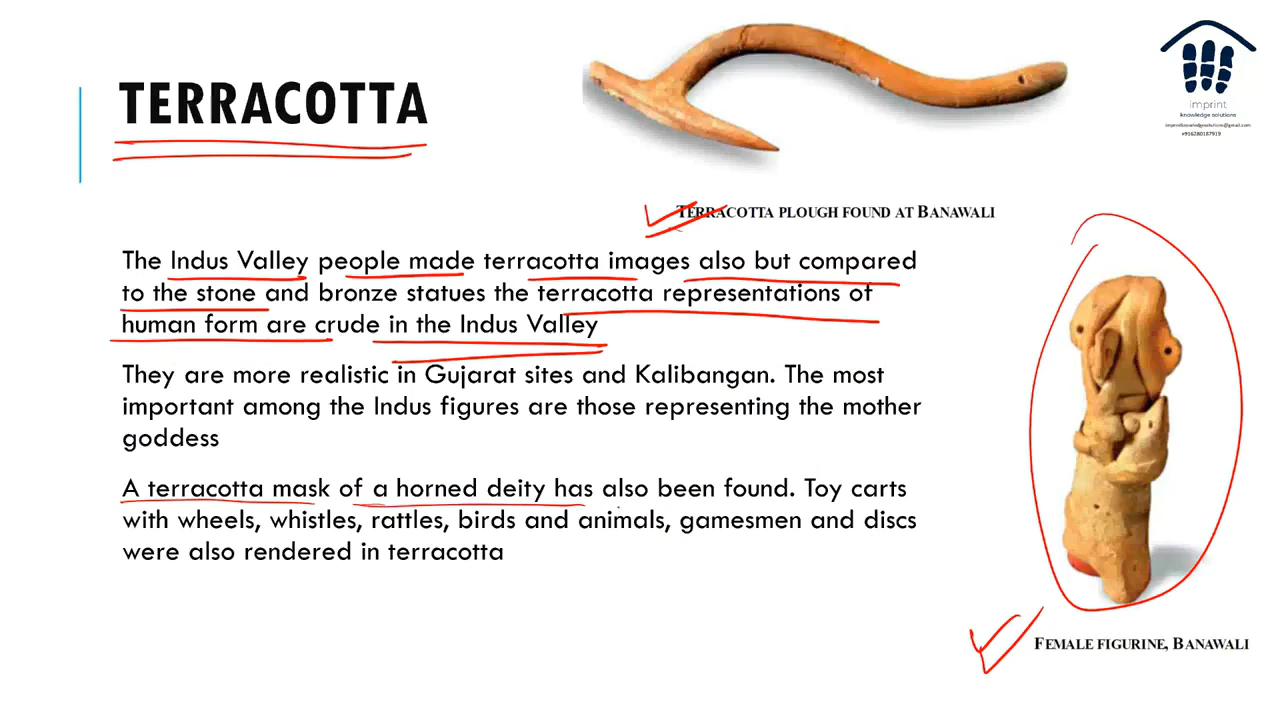 TERRACOTTA
imprint
knowledge solutions
imprintknowledgesolutions@gmail.com
+916280187919
TERRACOTTA PLOUGH FOUND AT BANAWALI
The Indus Valley people made terracotta images also but compared
to the stone and bronze statues the terracotta representations of
human form are crude in the Indus Valley
They are more realistic in Gujarat sites and Kalibangan. The most
important among the Indus figures are those representing the mother
goddess
A terracotta mask of a horned deity has also been found. Toy carts
with wheels, whistles, rattles, birds and animals, gamesmen and discs
were also rendered in terracotta
FEMALE FIGURINE, BANAWALI